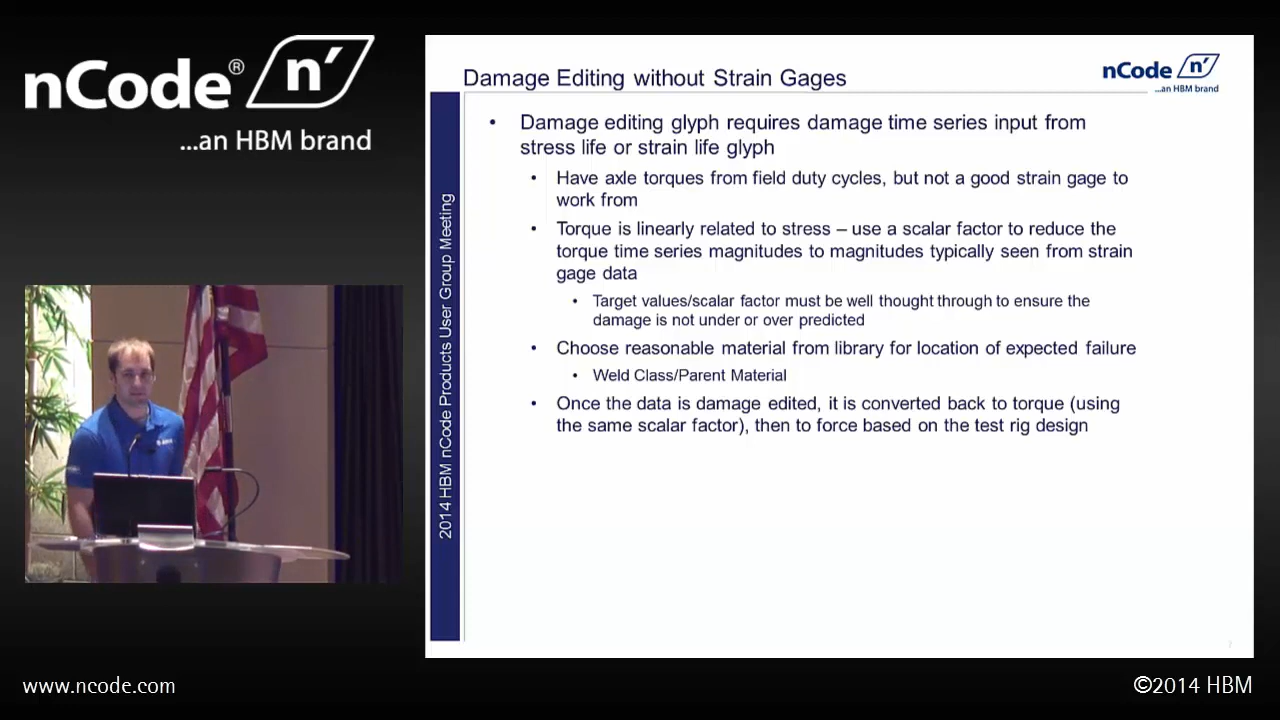 nCode® n'
...an HBM brand
Damage Editing without Strain Gages
nCode n'
...an HBM brand
2014 HBM nCode Products User Group Meeting
• Damage editing glyph requires damage time series input from
stress life or strain life glyph
• Have axle torques from field duty cycles, but not a good strain gage to
work from
• Torque is linearly related to stress – use a scalar factor to reduce the
torque time series magnitudes to magnitudes typically seen from strain
gage data
• Target values/scalar factor must be well thought through to ensure the
damage is not under or over predicted
• Choose reasonable material from library for location of expected failure
• Weld Class/Parent Material
• Once the data is damage edited, it is converted back to torque (using
the same scalar factor), then to force based on the test rig design
www.ncode.com
©2014 HBM